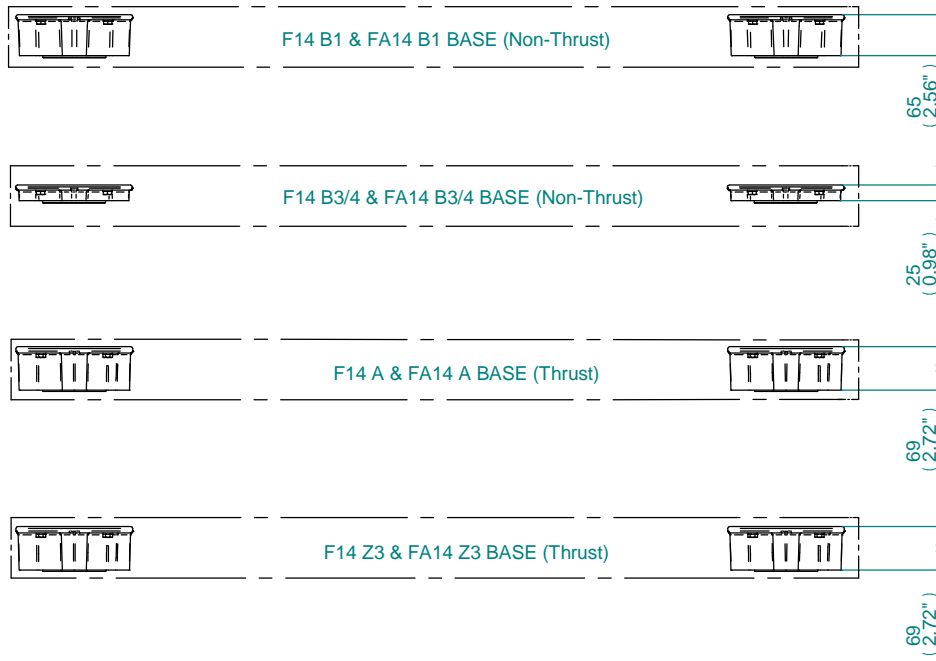 F14 B1 & FA14 B1 BASE (Non-Thrust)
65
( 2.56" )
F14 B3/4 & FA14 B3/4 BASE (Non-Thrust)
25
( 0.98" )
F14 A & FA14 A BASE (Thrust)
69
( 2.72" )
F14 Z3 & FA14 Z3 BASE (Thrust)
69
( 2.72" )